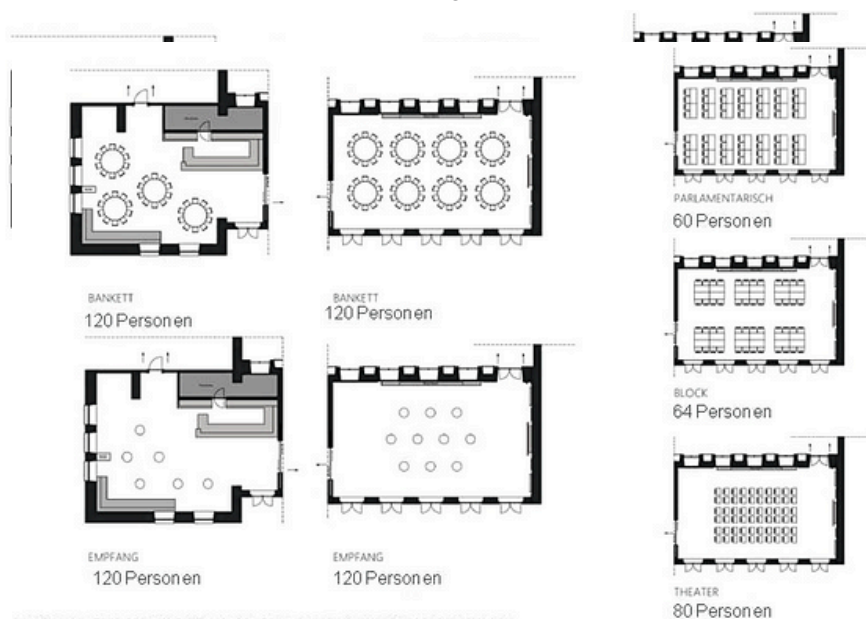 BANKETT
120 Personen
BANKETT
120 Personen
EMPFANG
120 Personen
EMPFANG
120 Personen
PARLAMENTARISCH
60 Personen
BLOCK
64 Personen
THEATER
80 Personen